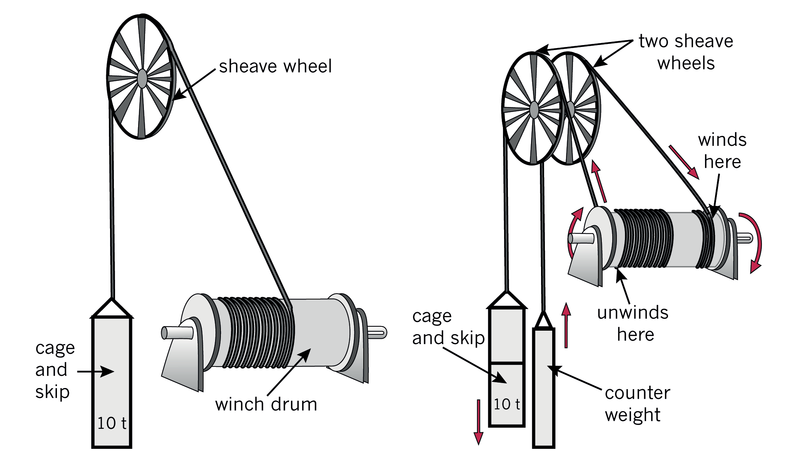 sheave wheel
cage
and
skip
10 t
winch drum
two sheave
wheels
winds
here
unwinds
here
cage
and skip
10 t
counter
weight